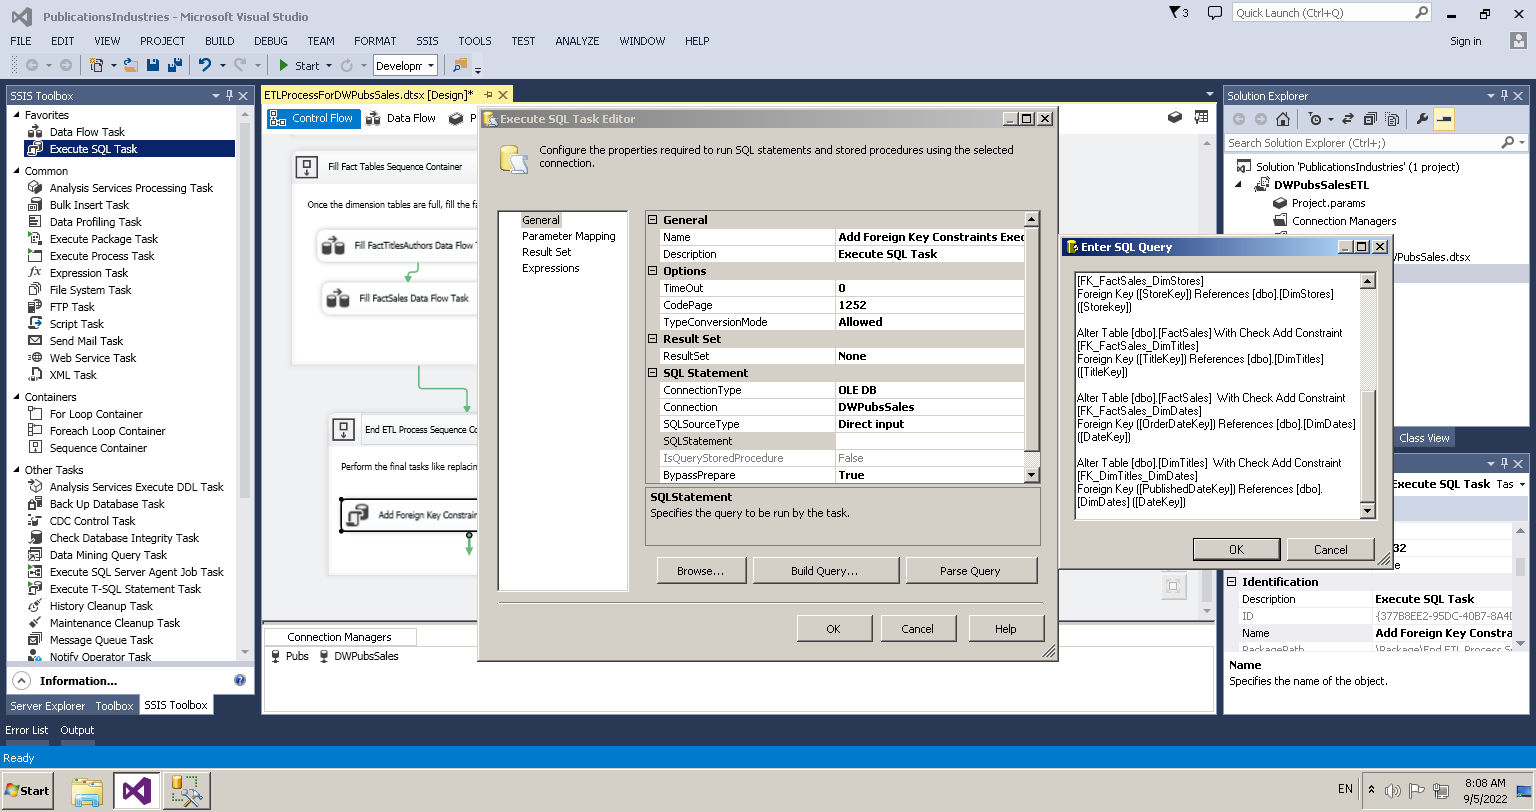 PublicationsIndustries - Microsoft Visual Studio
3
Quick Launch (Ctrl+Q)
FILE EDIT VIEW PROJECT BUILD DEBUG TEAM FORMAT SSIS TOOLS TEST ANALYZE WINDOW HELP
Sign in
Start
Developm
SSIS Toolbox
Favorites
Data Flow Task
Execute SQL Task
Common
Analysis Services Processing Task
Bulk Insert Task
Data Profiling Task
Execute Package Task
Execute Process Task
Expression Task
File System Task
FTP Task
Script Task
Send Mail Task
Web Service Task
XML Task
Containers
For Loop Container
Foreach Loop Container
Sequence Container
Other Tasks
Analysis Services Execute DDL Task
Back Up Database Task
CDC Control Task
Check Database Integrity Task
Data Mining Query Task
Execute SQL Server Agent Job Task
Execute T-SQL Statement Task
History Cleanup Task
Maintenance Cleanup Task
Message Queue Task
Notify Operator Task
Information...
Server Explorer Toolbox SSIS Toolbox
ETLProcessForDWPubsSales.dtsx [Design]*
Control Flow
Data Flow
P
Fill Fact Tables Sequence Container
Once the dimension tables are full, fill the fa
Fill FactTitlesAuthors Data Flow T
Fill FactSales Data Flow Task
End ETL Process Sequence Co
Perform the final tasks like replacin
Add Foreign Key Constrain
Connection Managers
Pubs
DWPubsSales
Execute SQL Task Editor
Configure the properties required to run SQL statements and stored procedures using the selected
connection.
General
Parameter Mapping
Result Set
Expressions
General
Name Add Foreign Key Constraints Exec
Description Execute SQL Task
Options
TimeOut 0
CodePage 1252
TypeConversionMode Allowed
Result Set
ResultSet None
SQL Statement
ConnectionType OLE DB
Connection DWPubsSales
SQLSourceType Direct input
SQLStatement
IsQueryStoredProcedure False
BypassPrepare True
SQLStatement
Specifies the query to be run by the task.
Browse...
Build Query...
Parse Query
OK
Cancel
Help
Solution Explorer
Search Solution Explorer (Ctrl+;)
Solution 'PublicationsIndustries' (1 project)
DWPubsSalesETL
Project.params
Connection Managers
PubsSales.dtsx
Enter SQL Query
[FK_FactSales_DimStores]
Foreign Key ([StoreKey]) References [dbo].[DimStores]
([Storekey])
Alter Table [dbo].[FactSales] With Check Add Constraint
[FK_FactSales_DimTitles]
Foreign Key ([TitleKey]) References [dbo].[DimTitles]
([TitleKey])
Alter Table [dbo].[FactSales]  With Check Add Constraint
[FK_FactSales_DimDates]
Foreign Key ([OrderDateKey]) References [dbo].[DimDates]
([DateKey])
Alter Table [dbo].[DimTitles]  With Check Add Constraint
[FK_DimTitles_DimDates]
Foreign Key ([PublishedDateKey]) References [dbo].
[DimDates] ([DateKey])
OK
Cancel
Class View
Execute SQL Task Tas
32
e
Identification
Description Execute SQL Task
ID {377B8EE2-95DC-40B7-8A4D
Name Add Foreign Key Constra
PackagePath \Package\End ETL Process Se
Name
Specifies the name of the object.
Error List Output
Ready
Start
EN
8:08 AM
9/5/2022